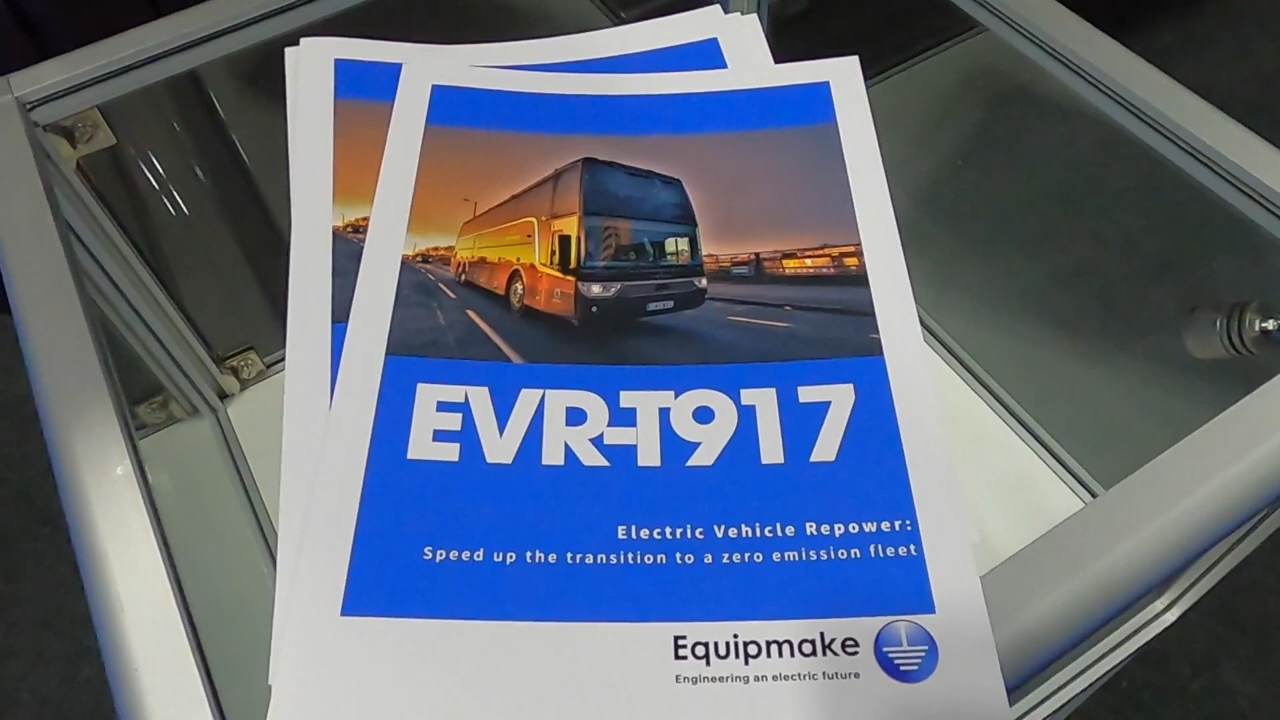 EVR-T917
Electric Vehicle Repower:
Speed up the transition to a zero emission fleet
Equipmake
Engineering an electric future